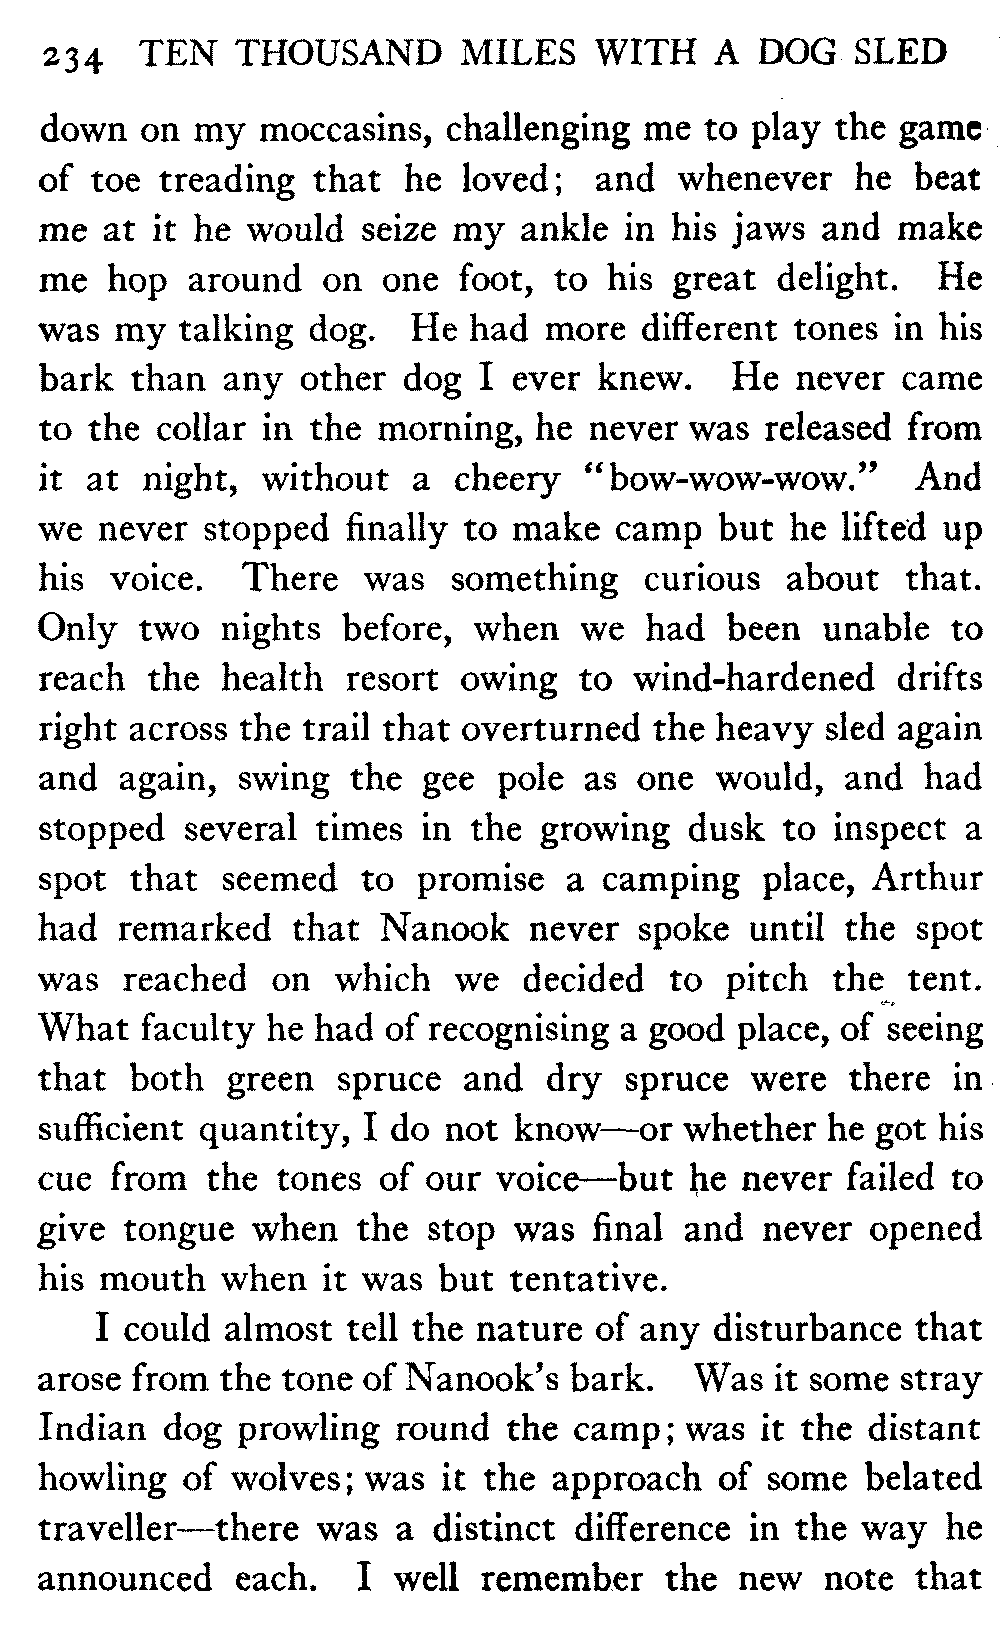 234 TEN THOUSAND MILES WITH A DOG SLED
down on my moccasins, challenging me to play the game
of toe treading that he loved; and whenever he beat
me at it he would seize my ankle in his jaws and make
me hop around on one foot, to his great delight. He
was my talking dog. He had more different tones in his
bark than any other dog I ever knew. He never came
to the collar in the morning, he never was released from
it at night, without a cheery "bow-wow-wow." And
we never stopped finally to make camp but he lifted up
his voice. There was something curious about that.
Only two nights before, when we had been unable to
reach the health resort owing to wind-hardened drifts
right across the trail that overturned the heavy sled again
and again, swing the gee pole as one would, and had
stopped several times in the growing dusk to inspect a
spot that seemed to promise a camping place, Arthur
had remarked that Nanook never spoke until the spot
was reached on which we decided to pitch the tent.
What faculty he had of recognising a good place, of seeing
that both green spruce and dry spruce were there in
sufficient quantity, I do not know—or whether he got his
cue from the tones of our voice—but he never failed to
give tongue when the stop was final and never opened
his mouth when it was but tentative.
I could almost tell the nature of any disturbance that
arose from the tone of Nanook's bark. Was it some stray
Indian dog prowling round the camp; was it the distant
howling of wolves; was it the approach of some belated
traveller—there was a distinct difference in the way he
announced each. I well remember the new note that